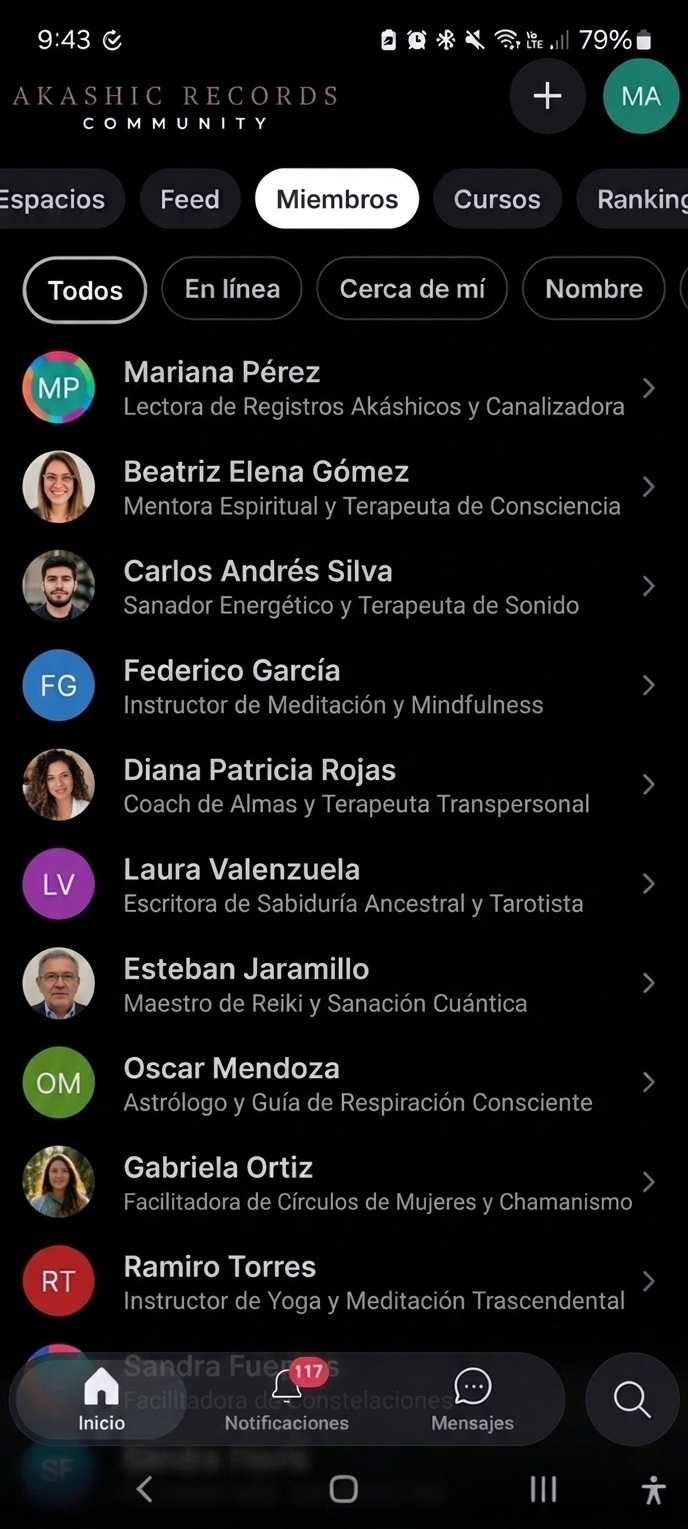 9:43
Vo
LTE
79%
AKASHIC RECORDS
COMMUNITY
+
MA
Espacios
Feed
Miembros
Cursos
Ranking
Todos
En línea
Cerca de mí
Nombre
MP
Mariana Pérez
Lectora de Registros Akáshicos y Canalizadora
Beatriz Elena Gómez
Mentora Espiritual y Terapeuta de Consciencia
Carlos Andrés Silva
Sanador Energético y Terapeuta de Sonido
FG
Federico García
Instructor de Meditación y Mindfulness
Diana Patricia Rojas
Coach de Almas y Terapeuta Transpersonal
LV
Laura Valenzuela
Escritora de Sabiduría Ancestral y Tarotista
Esteban Jaramillo
Maestro de Reiki y Sanación Cuántica
OM
Oscar Mendoza
Astrólogo y Guía de Respiración Consciente
Gabriela Ortiz
Facilitadora de Círculos de Mujeres y Chamanismo
RT
Ramiro Torres
Instructor de Yoga y Meditación Trascendental
Sandra
Facilitadora de Constelaciones
117
Inicio
Notificaciones
Mensajes
SF